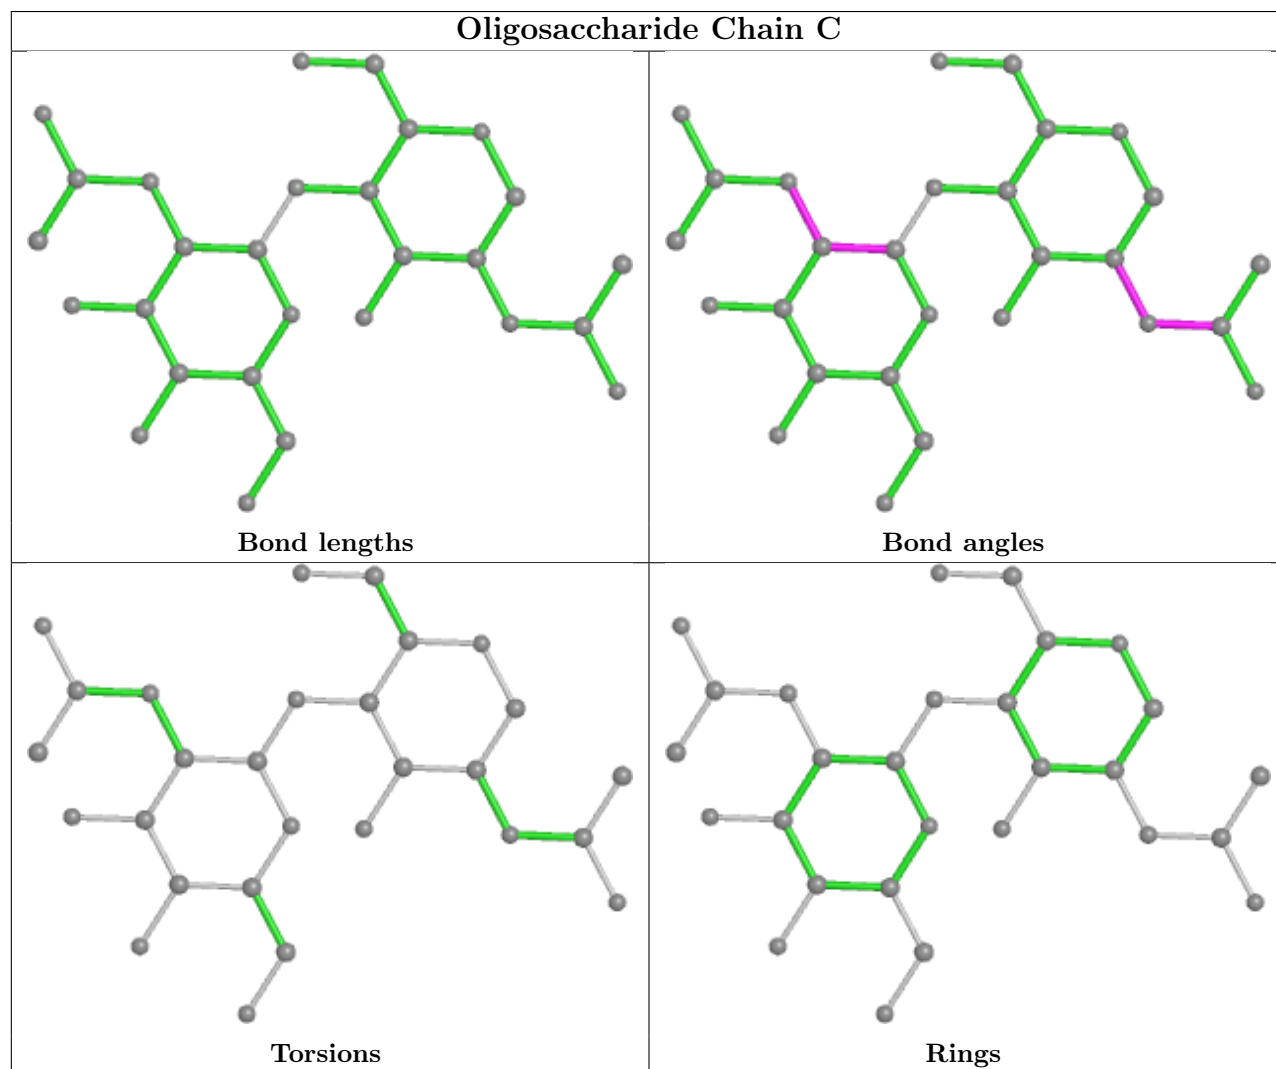 Oligosaccharide Chain C
Bond lengths
Bond angles
Torsions
Rings